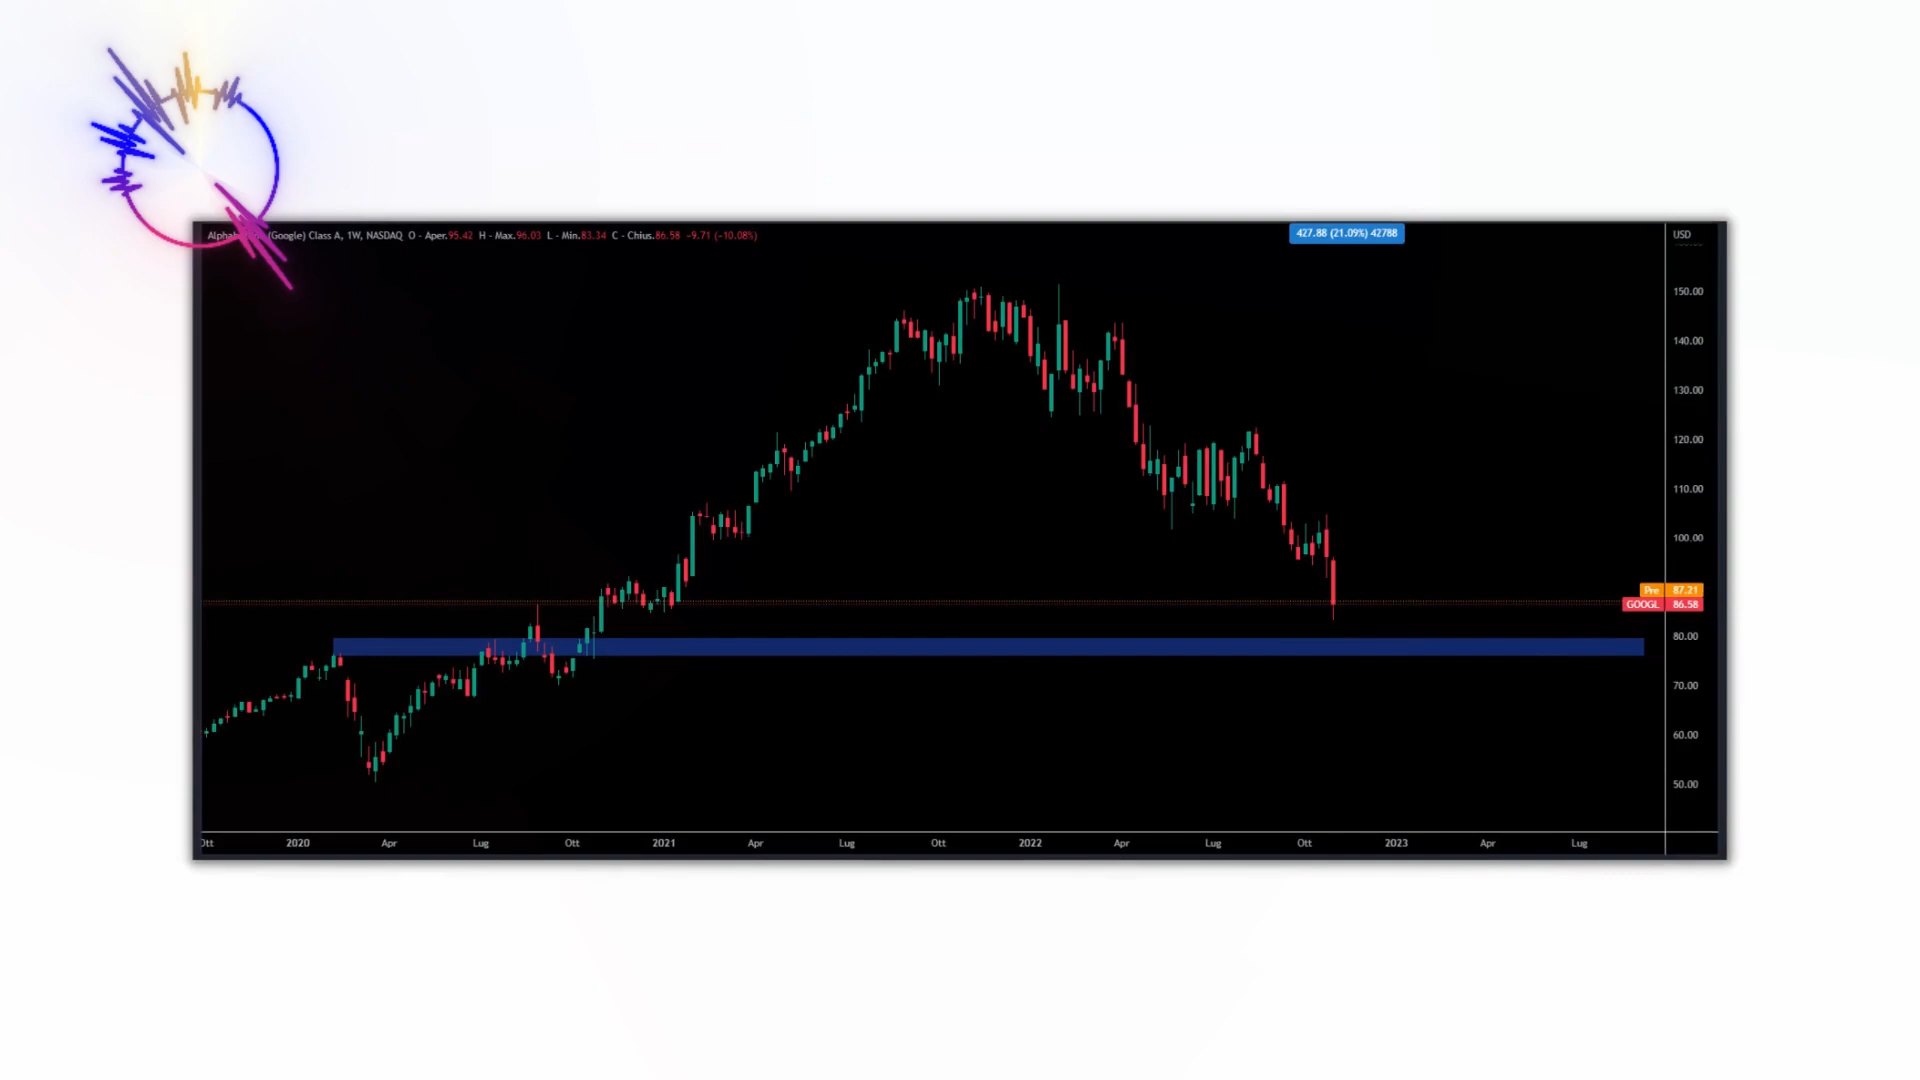 (Google) Class A, 1W, NASDAQ O - Aper.95.42 H - Max.96.03 L - Min.83.34 C - Chius.86.58 -9.71 (-10.08%)
427.88 (21.09%) 42788
USD
150.00
140.00
130.00
120.00
110.00
100.00
Pre 87.21
GOOGL 86.58
80.00
70.00
60.00
50.00
Ott 2020 Apr Lug Ott 2021 Apr Lug Ott 2022 Apr Lug Ott 2023 Apr Lug